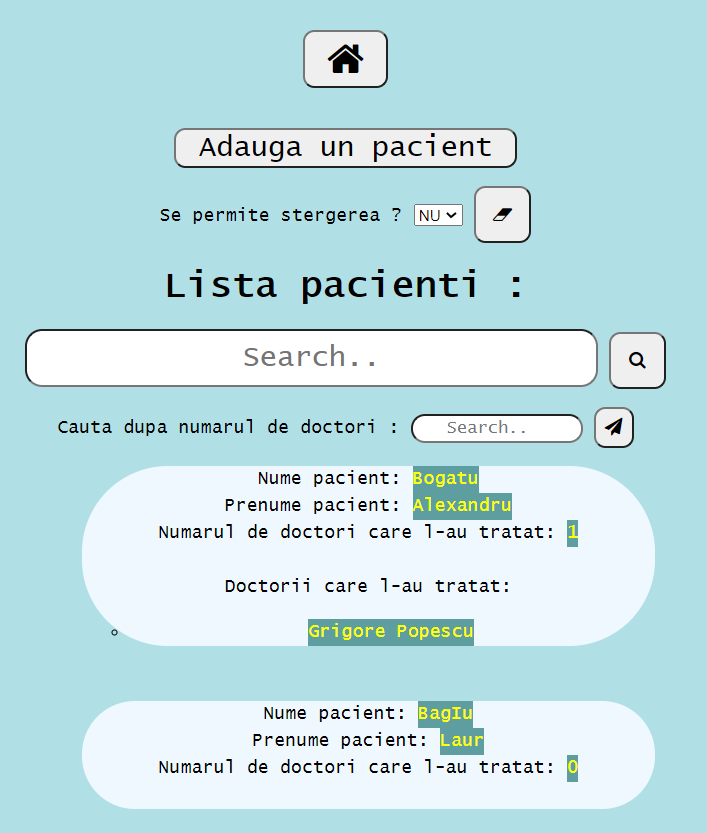 Adauga un pacient
Se permite stergerea ? NU
Lista pacienti :
Search..
Cauta dupa numarul de doctori : Search..
Nume pacient: Bogatu
Prenume pacient: Alexandru
Numarul de doctori care l-au tratat: 1
Doctorii care l-au tratat:
Grigore Popescu
Nume pacient: BagIu
Prenume pacient: Laur
Numarul de doctori care l-au tratat: 0